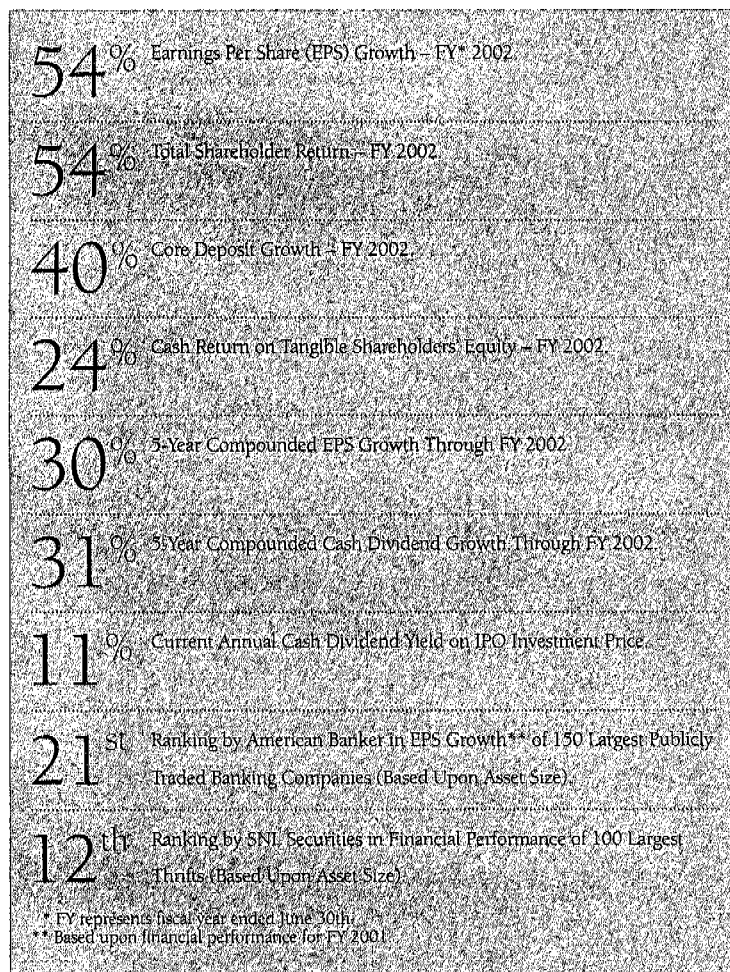 54% Earnings Per Share (EPS) Growth – FY* 2002.
54% Total Shareholder Return – FY 2002.
40% Core Deposit Growth – FY 2002.
24% Cash Return on Tangible Shareholders' Equity – FY 2002.
30% 5-Year Compounded EPS Growth Through FY 2002.
31% 5-Year Compounded Cash Dividend Growth Through FY 2002.
11% Current Annual Cash Dividend Yield on IPO Investment Price.
21st Ranking by American Banker in EPS Growth** of 150 Largest Publicly
Traded Banking Companies (Based Upon Asset Size).
12th Ranking by SNL Securities in Financial Performance of 100 Largest
Thrifts (Based Upon Asset Size).
* FY represents fiscal year ended June 30th.
** Based upon financial performance for FY 2001.